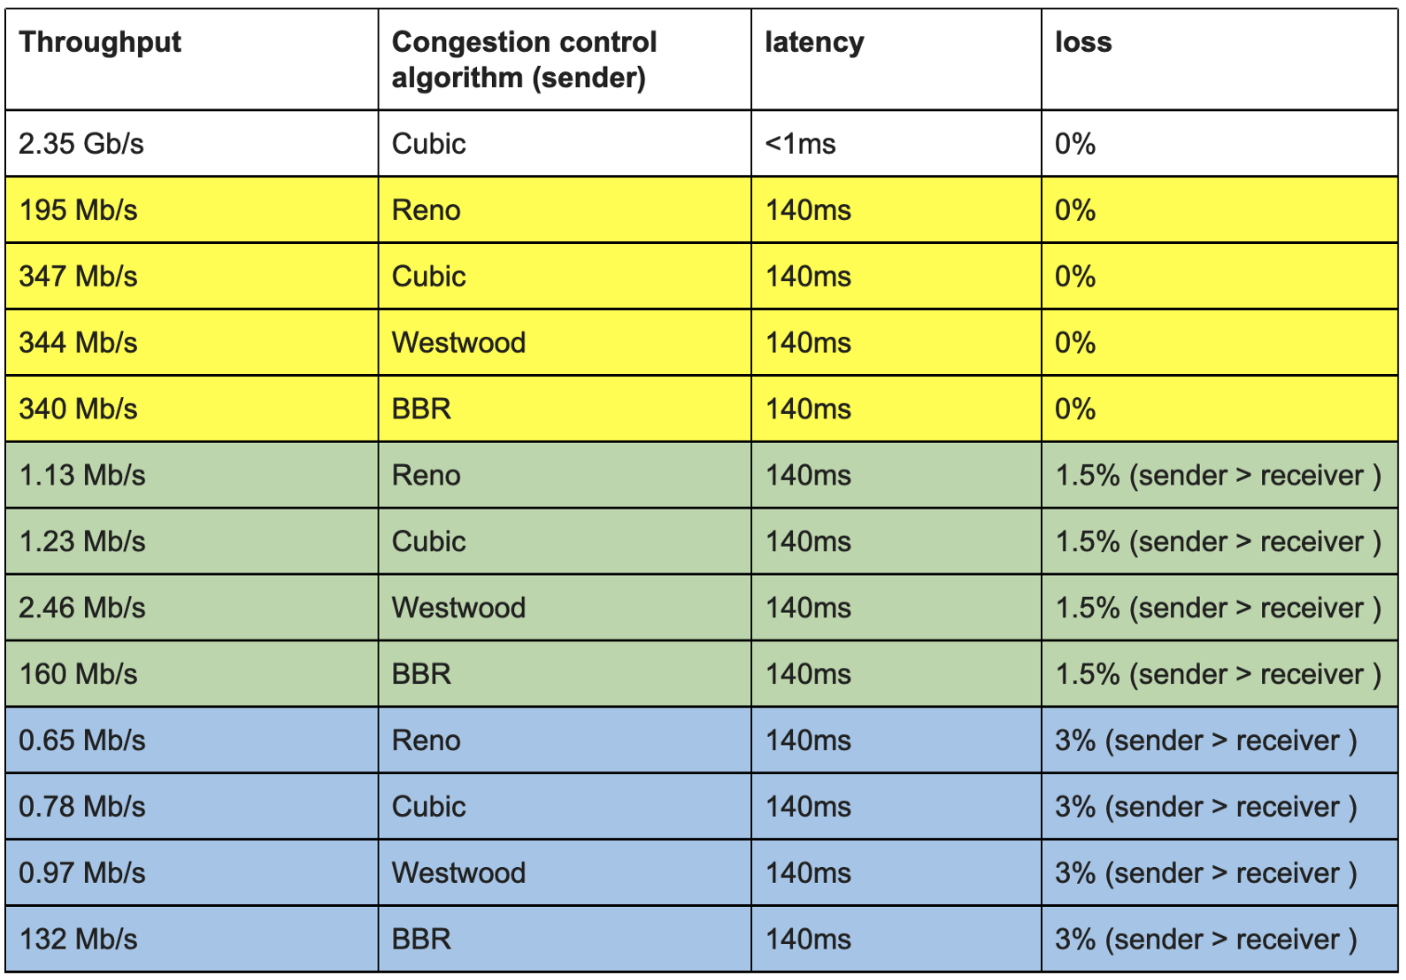 Throughput Congestion control algorithm (sender) latency loss
2.35 Gb/s Cubic <1ms 0%
195 Mb/s Reno 140ms 0%
347 Mb/s Cubic 140ms 0%
344 Mb/s Westwood 140ms 0%
340 Mb/s BBR 140ms 0%
1.13 Mb/s Reno 140ms 1.5% (sender > receiver )
1.23 Mb/s Cubic 140ms 1.5% (sender > receiver )
2.46 Mb/s Westwood 140ms 1.5% (sender > receiver )
160 Mb/s BBR 140ms 1.5% (sender > receiver )
0.65 Mb/s Reno 140ms 3% (sender > receiver )
0.78 Mb/s Cubic 140ms 3% (sender > receiver )
0.97 Mb/s Westwood 140ms 3% (sender > receiver )
132 Mb/s BBR 140ms 3% (sender > receiver )